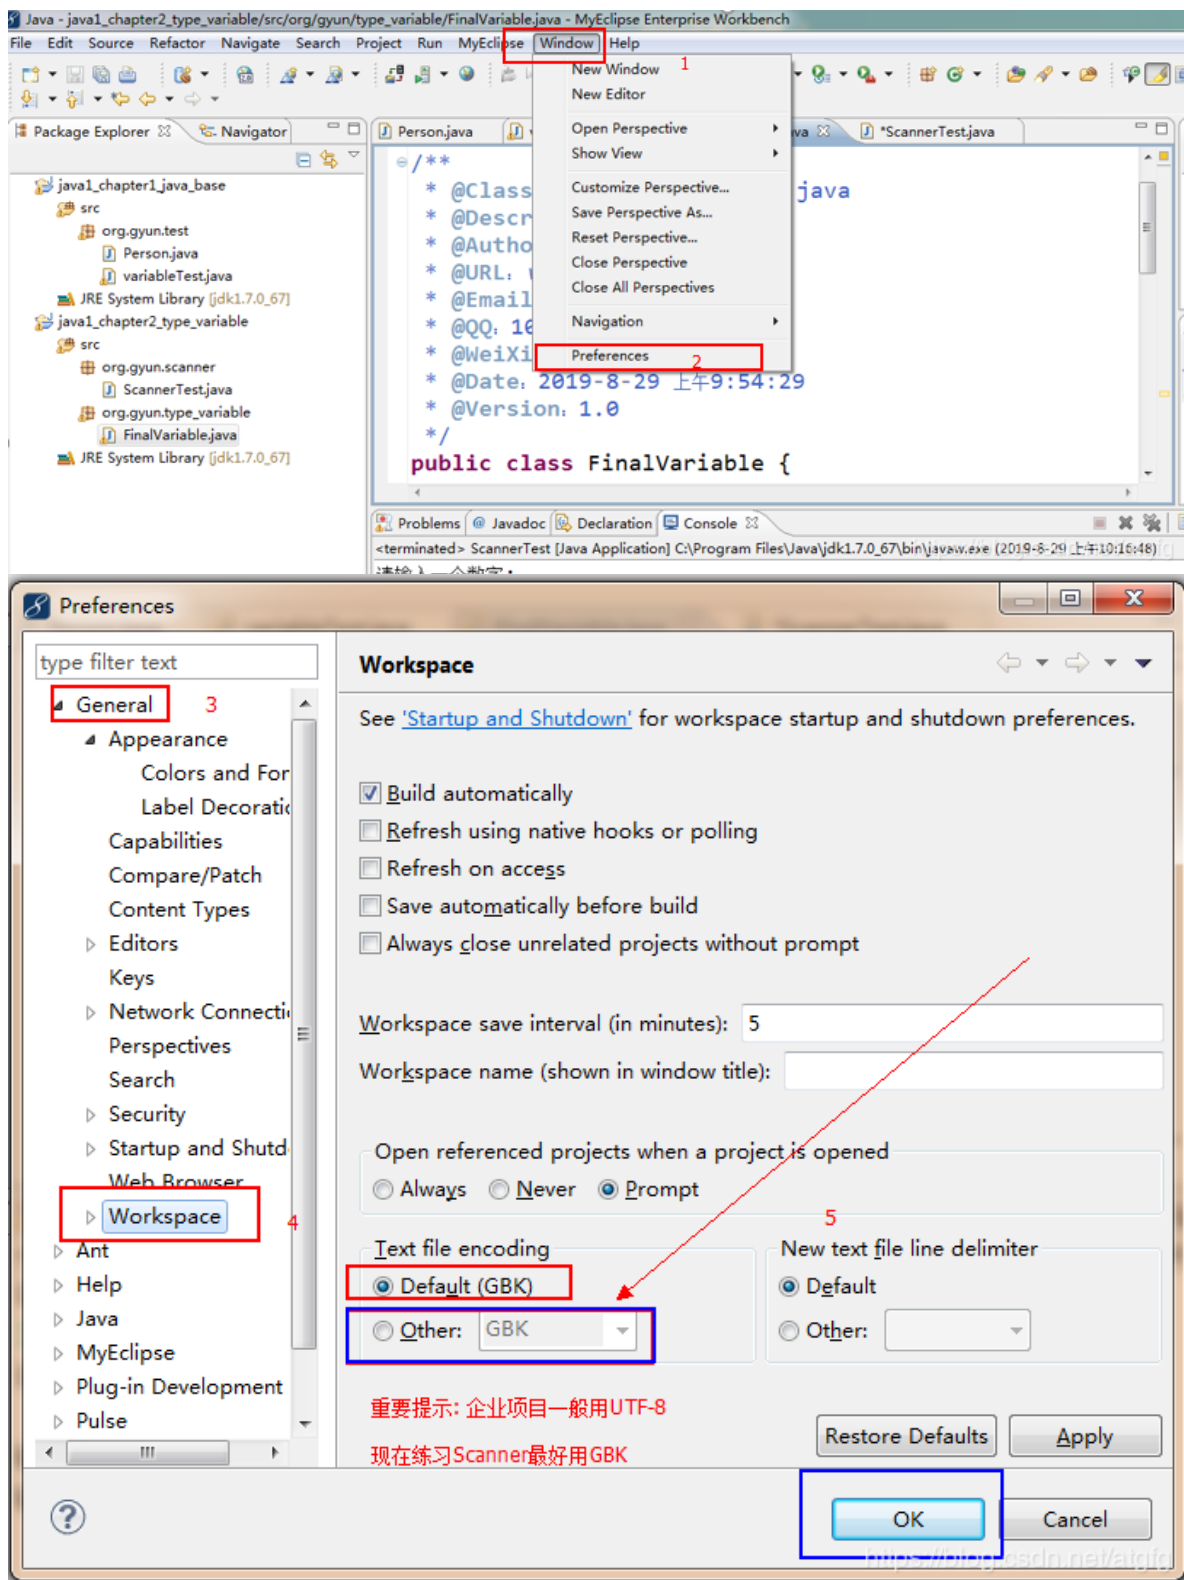 Java - java1_chapter2_type_variable/src/org/gyun/type_variable/FinalVariable.java - MyEclipse Enterprise Workbench
File Edit Source Refactor Navigate Search Project Run MyEclipse Window Help
1
New Window
New Editor
Open Perspective
Show View
Customize Perspective...
Save Perspective As...
Reset Perspective...
Close Perspective
Close All Perspectives
Navigation
Preferences
2
Package Explorer Navigator
java1_chapter1_java_base
src
org.gyun.test
Person.java
variableTest.java
JRE System Library [jdk1.7.0_67]
java1_chapter2_type_variable
src
org.gyun.scanner
ScannerTest.java
org.gyun.type_variable
FinalVariable.java
JRE System Library [jdk1.7.0_67]
Person.java
*ScannerTest.java
/**
* @Class java
* @Descr
* @Autho
* @URL:
* @Email
* @QQ: 10
* @WeiXi
* @Date: 2019-8-29 上午9:54:29
* @Version: 1.0
*/
public class FinalVariable {
Problems Javadoc Declaration Console
<terminated> ScannerTest [Java Application] C:\Program Files\Java\jdk1.7.0_67\bin\javaw.exe (2019-8-29 上午10:16:48)
请输入一个数字:
Preferences
type filter text
General
3
Appearance
Colors and For
Label Decoratic
Capabilities
Compare/Patch
Content Types
Editors
Keys
Network Connecti
Perspectives
Search
Security
Startup and Shutd
Web Browser
Workspace
4
Ant
Help
Java
MyEclipse
Plug-in Development
Pulse
Workspace
See 'Startup and Shutdown' for workspace startup and shutdown preferences.
Build automatically
Refresh using native hooks or polling
Refresh on access
Save automatically before build
Always close unrelated projects without prompt
Workspace save interval (in minutes): 5
Workspace name (shown in window title):
Open referenced projects when a project is opened
Always Never Prompt
5
Text file encoding
Default (GBK)
Other: GBK
New text file line delimiter
Default
Other:
重要提示: 企业项目一般用UTF-8
现在练习Scanner最好用GBK
Restore Defaults Apply
OK Cancel
https://blog.csdn.net/atgfg